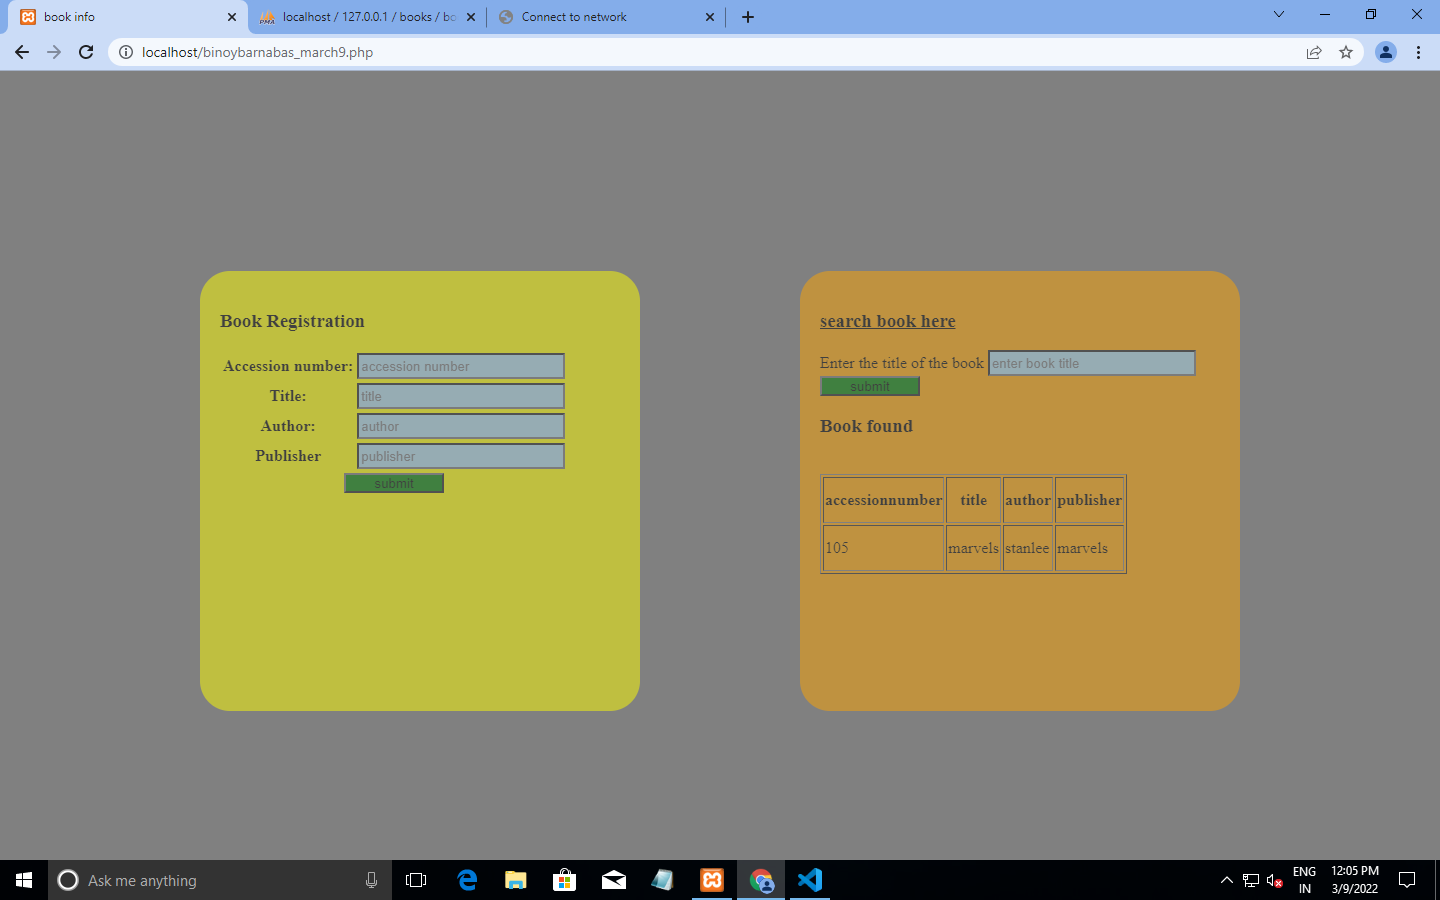 book info
localhost / 127.0.0.1 / books / bo
Connect to network
localhost/binoybarnabas_march9.php
Book Registration
Accession number: accession number
Title: title
Author: author
Publisher publisher
submit
search book here
Enter the title of the book enter book title
submit
Book found
accessionnumber title author publisher
105 marvels stanlee marvels
Ask me anything
ENG
IN
12:05 PM
3/9/2022